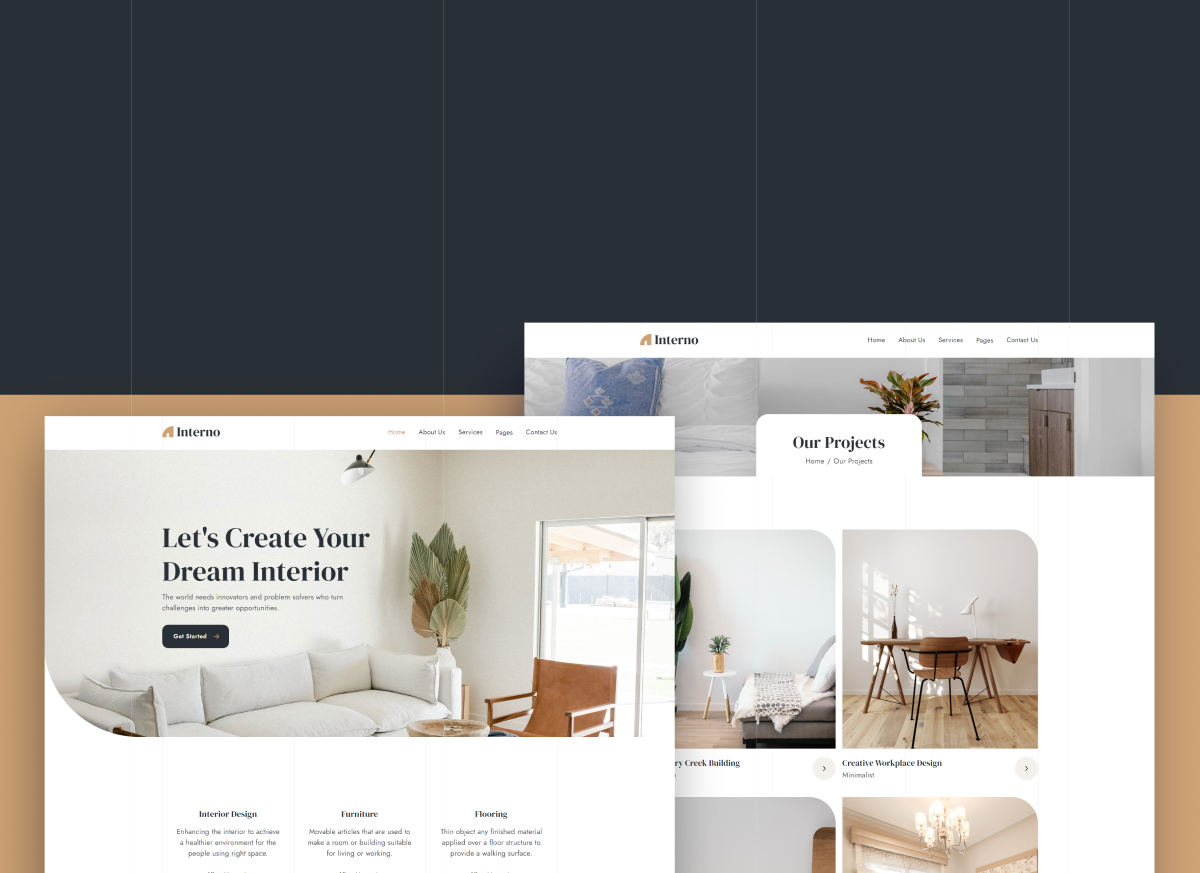 Interno
Home About Us Services Pages Contact Us
Our Projects
Home / Our Projects
Interno
Home About Us Services Pages Contact Us
Let's Create Your
Dream Interior
The world needs innovators and problem solvers who turn
challenges into greater opportunities.
Get Started
Creek Building
Creative Workplace Design
Minimalist
Interior Design
Enhancing the interior to achieve
a healthier environment for the
people using right space.
Furniture
Movable articles that are used to
make a room or building suitable
for living or working.
Flooring
Thin object any finished material
applied over a floor structure to
provide a walking surface.